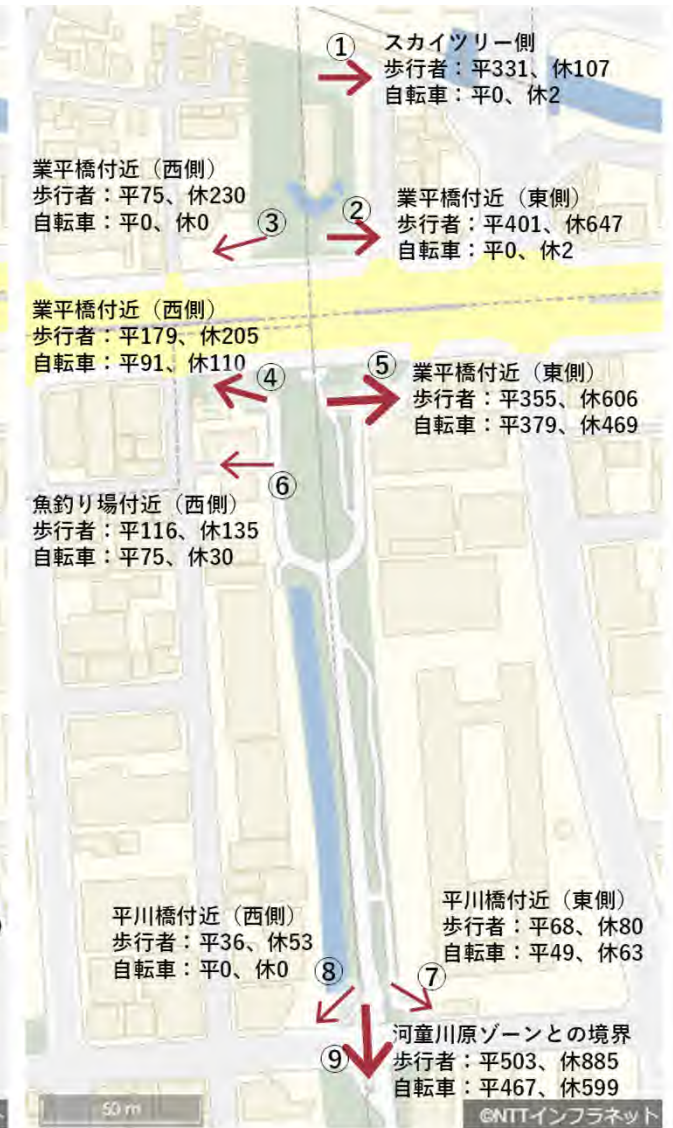 ①
スカイツリー側
歩行者：平331、休107
自転車：平0、休2
業平橋付近（西側）
歩行者：平75、休230
自転車：平0、休0
③
②
業平橋付近（東側）
歩行者：平401、休647
自転車：平0、休2
業平橋付近（西側）
歩行者：平179、休205
自転車：平91、休110
④
⑤
業平橋付近（東側）
歩行者：平355、休606
自転車：平379、休469
⑥
魚釣り場付近（西側）
歩行者：平116、休135
自転車：平75、休30
平川橋付近（西側）
歩行者：平36、休53
自転車：平0、休0
⑧
平川橋付近（東側）
歩行者：平68、休80
自転車：平49、休63
⑦
⑨
河童川原ゾーンとの境界
歩行者：平503、休885
自転車：平467、休599
50 m
©NTTインフラネット